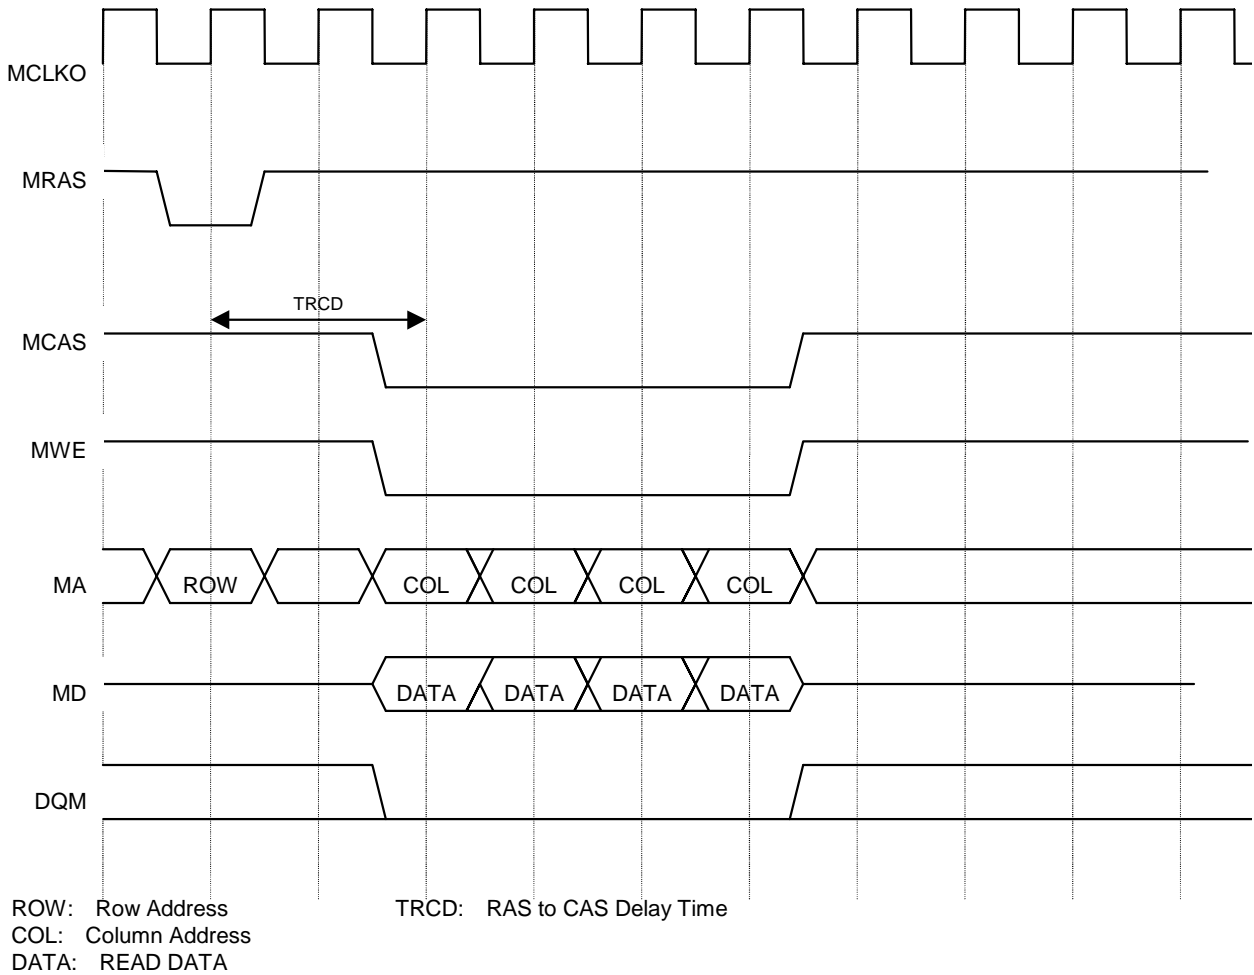 MCLKO
MRAS
TRCD
MCAS
MWE
MA ROW COL COL COL COL
MD DATA DATA DATA DATA
DQM
ROW: Row Address TRCD: RAS to CAS Delay Time
COL: Column Address
DATA: READ DATA